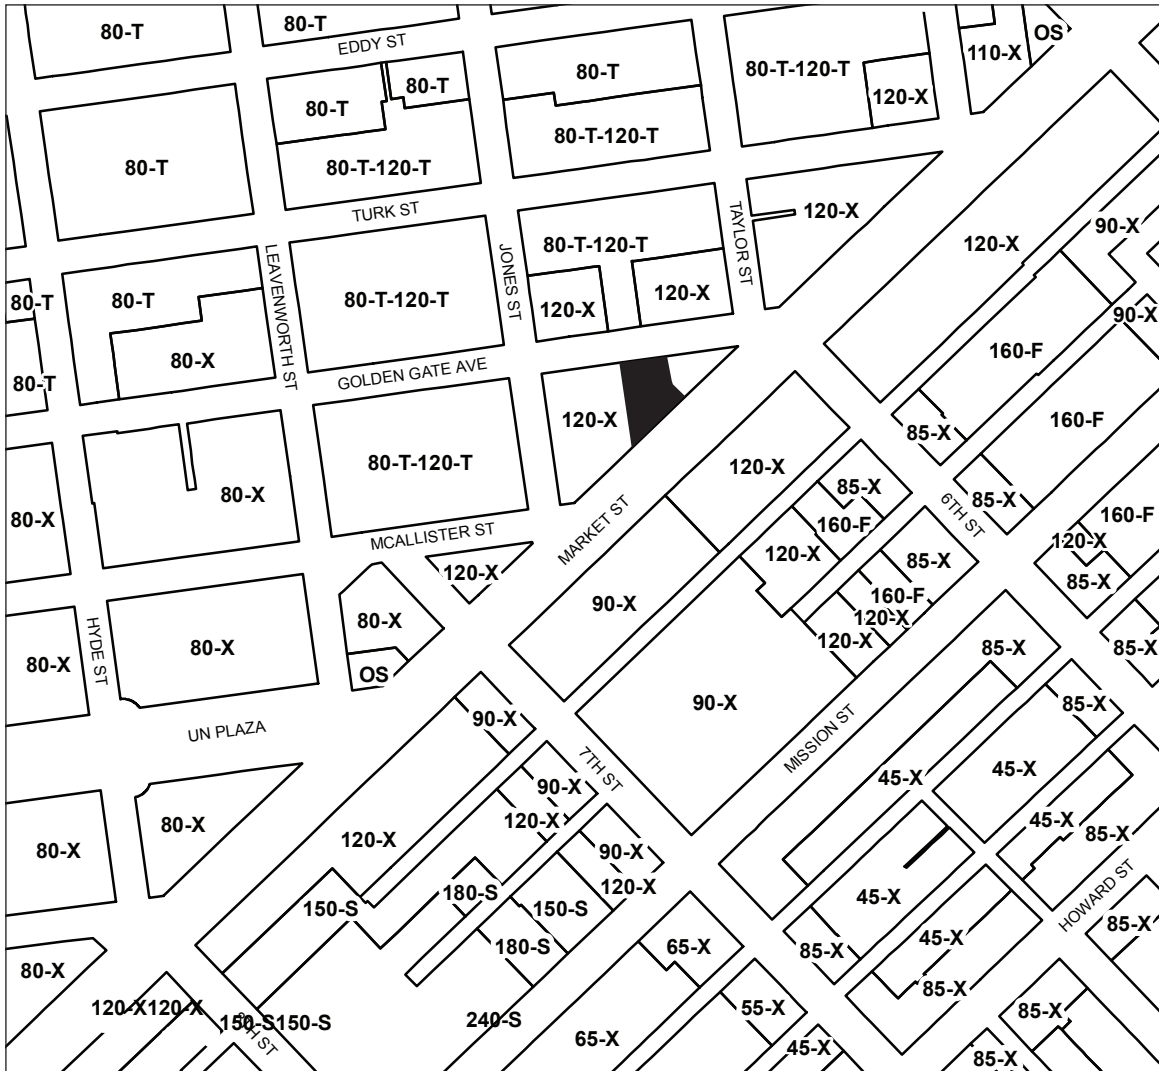 80-T
80-T
EDDY ST
80-T
80-T-120-T
110-X
OS
80-T
80-T
120-X
80-T
80-T-120-T
80-T-120-T
TURK ST
TAYLOR ST
120-X
90-X
120-X
LEAVENWORTH ST
JONES ST
80-T-120-T
80-T
80-T
80-T-120-T
120-X
120-X
90-X
80-X
160-F
80-T
GOLDEN GATE AVE
120-X
85-X
160-F
80-T-120-T
120-X
80-X
85-X
85-X
6TH ST
80-X
MCALLISTER ST
MARKET ST
160-F
160-F
120-X
120-X
85-X
120-X
85-X
90-X
160-F
80-X
120-X
120-X
HYDE ST
80-X
85-X
85-X
80-X
OS
90-X
85-X
90-X
UN PLAZA
MISSION ST
7TH ST
45-X
45-X
90-X
80-X
120-X
120-X
45-X
85-X
80-X
90-X
120-X
180-S
45-X
HOWARD ST
150-S
150-S
85-X
45-X
180-S
65-X
85-X
80-X
85-X
120-X
120-X
150-S
150-S
8TH ST
240-S
55-X
85-X
65-X
45-X
85-X